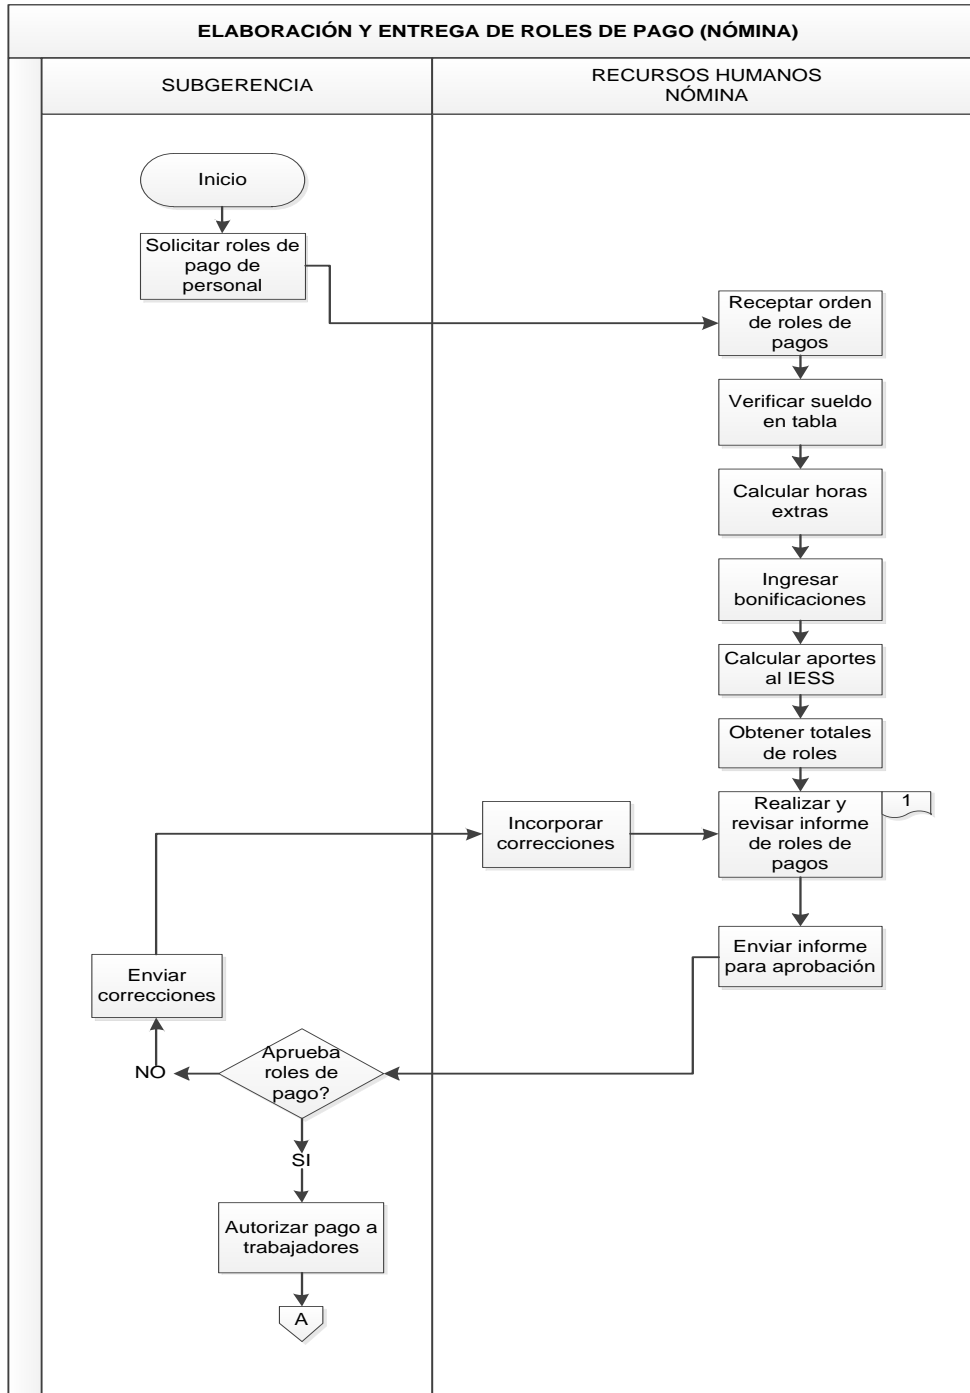 ELABORACIÓN Y ENTREGA DE ROLES DE PAGO (NÓMINA)
SUBGERENCIA
RECURSOS HUMANOS
NÓMINA
Inicio
Solicitar roles de
pago de
personal
Receptar orden
de roles de
pagos
Verificar sueldo
en tabla
Calcular horas
extras
Ingresar
bonificaciones
Calcular aportes
al IESS
Obtener totales
de roles
Realizar y
revisar informe
de roles de
pagos
1
Incorporar
correcciones
Enviar informe
para aprobación
Enviar
correcciones
Aprueba
roles de
pago?
NO
SI
Autorizar pago a
trabajadores
A